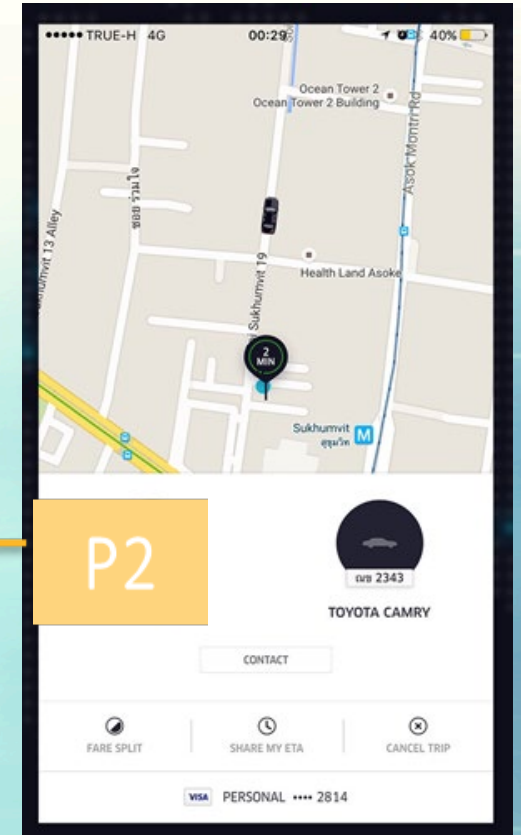 TRUE-H 4G 00:29 40%
Ocean Tower 2
Ocean Tower 2 Building
Asok Montri Rd
ซอย ร่วมใจ
Sukhumvit 13 Alley
Sukhumvit 19
Health Land Asoke
2
MIN
Sukhumvit
สุขุมวิท
M
P2
2343
TOYOTA CAMRY
CONTACT
FARE SPLIT
SHARE MY ETA
CANCEL TRIP
VISA PERSONAL •••• 2814